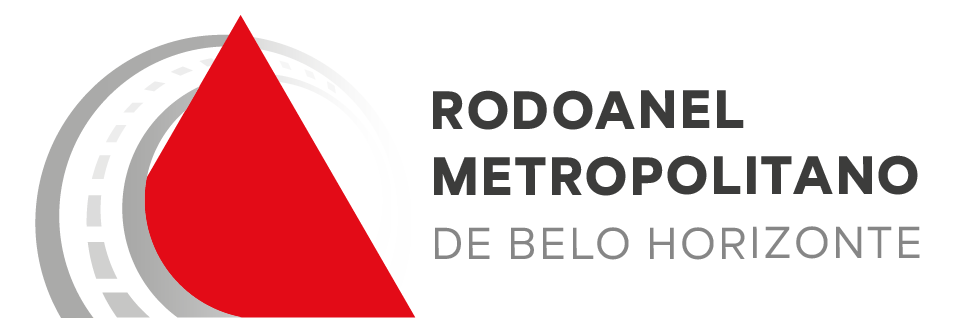 RODOANEL
METROPOLITANO
DE BELO HORIZONTE